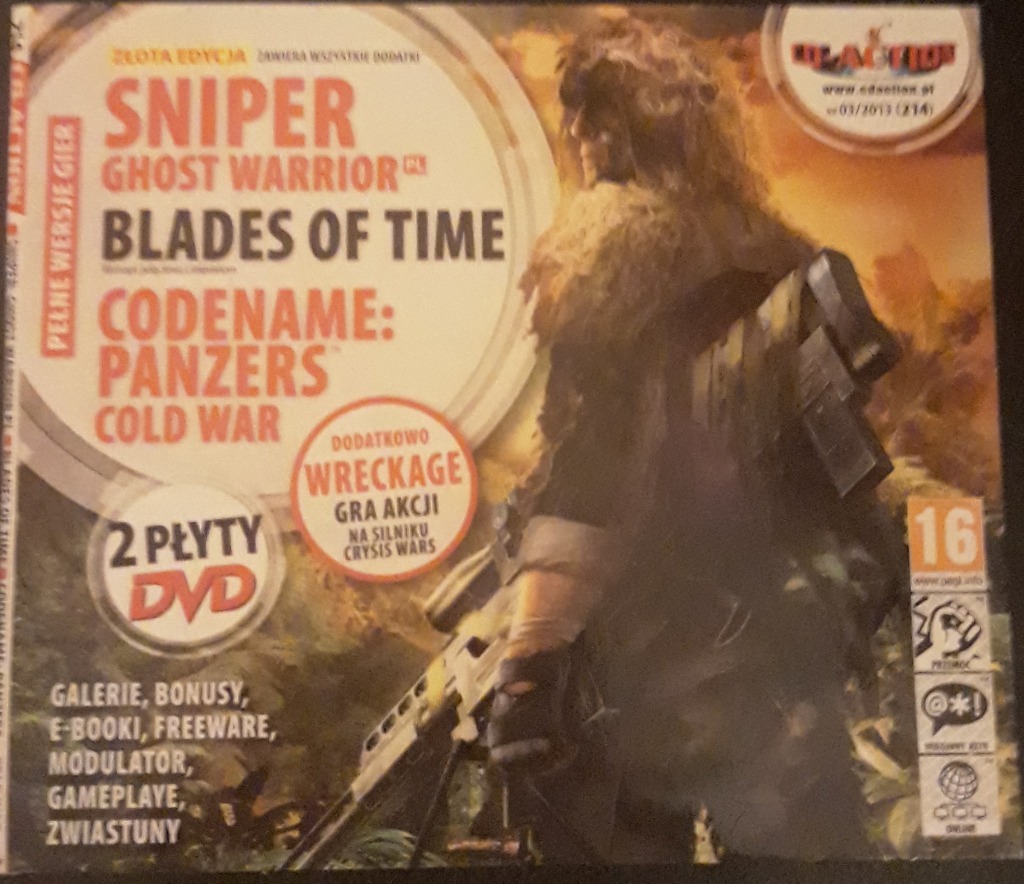 ZŁOTA EDYCJA ZAWIERA WSZYSTKIE DODATKI
SNIPER
GHOST WARRIOR PL
BLADES OF TIME
CODENAME:
PANZERS™
COLD WAR
PEŁNE WERSJE GIER
DODATKOWO
WRECKAGE
GRA AKCJI
NA SILNIKU
CRYSIS WARS
2 PŁYTY
DVD
GALERIE, BONUSY,
E-BOOKI, FREEWARE,
MODULATOR,
GAMEPLAYE,
ZWIASTUNY
CD-ACTION
www.cdaction.pl
nr 03/2013 (214)
16
www.pegi.info
PRZEMOC
@*!
WULGARNY JĘZYK
ONLINE